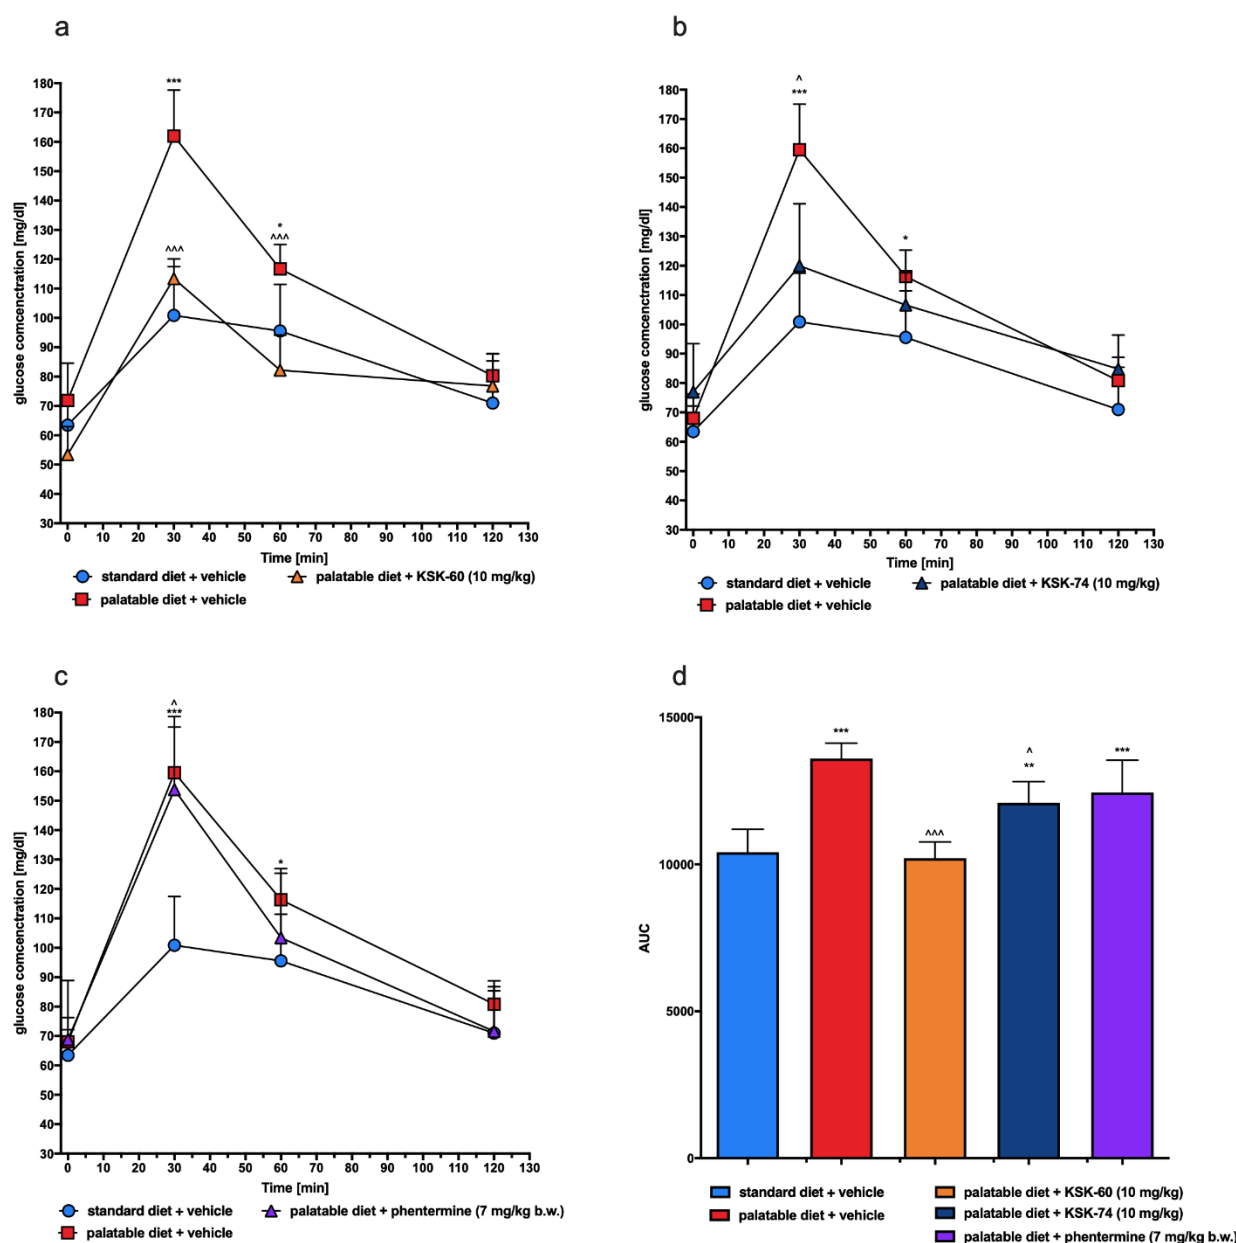 a
***
^^^
*
^^^
180
170
160
150
140
130
120
110
100
90
80
70
60
50
40
30
glucose comcenctration [mg/dl]
0 10 20 30 40 50 60 70 80 90 100 110 120 130
Time [min]
standard diet + vehicle
palatable diet + KSK-60 (10 mg/kg)
palatable diet + vehicle
b
^
***
*
180
170
160
150
140
130
120
110
100
90
80
70
60
50
40
30
glucose comcenctration [mg/dl]
0 10 20 30 40 50 60 70 80 90 100 110 120 130
Time [min]
standard diet + vehicle
palatable diet + KSK-74 (10 mg/kg)
palatable diet + vehicle
c
^
***
*
180
170
160
150
140
130
120
110
100
90
80
70
60
50
40
30
glucose comcenctration [mg/dl]
0 10 20 30 40 50 60 70 80 90 100 110 120 130
Time [min]
standard diet + vehicle
palatable diet + phentermine (7 mg/kg b.w.)
palatable diet + vehicle
d
***
^^^
^
**
***
15000
10000
5000
0
AUC
standard diet + vehicle
palatable diet + vehicle
palatable diet + KSK-60 (10 mg/kg)
palatable diet + KSK-74 (10 mg/kg)
palatable diet + phentermine (7 mg/kg b.w.)